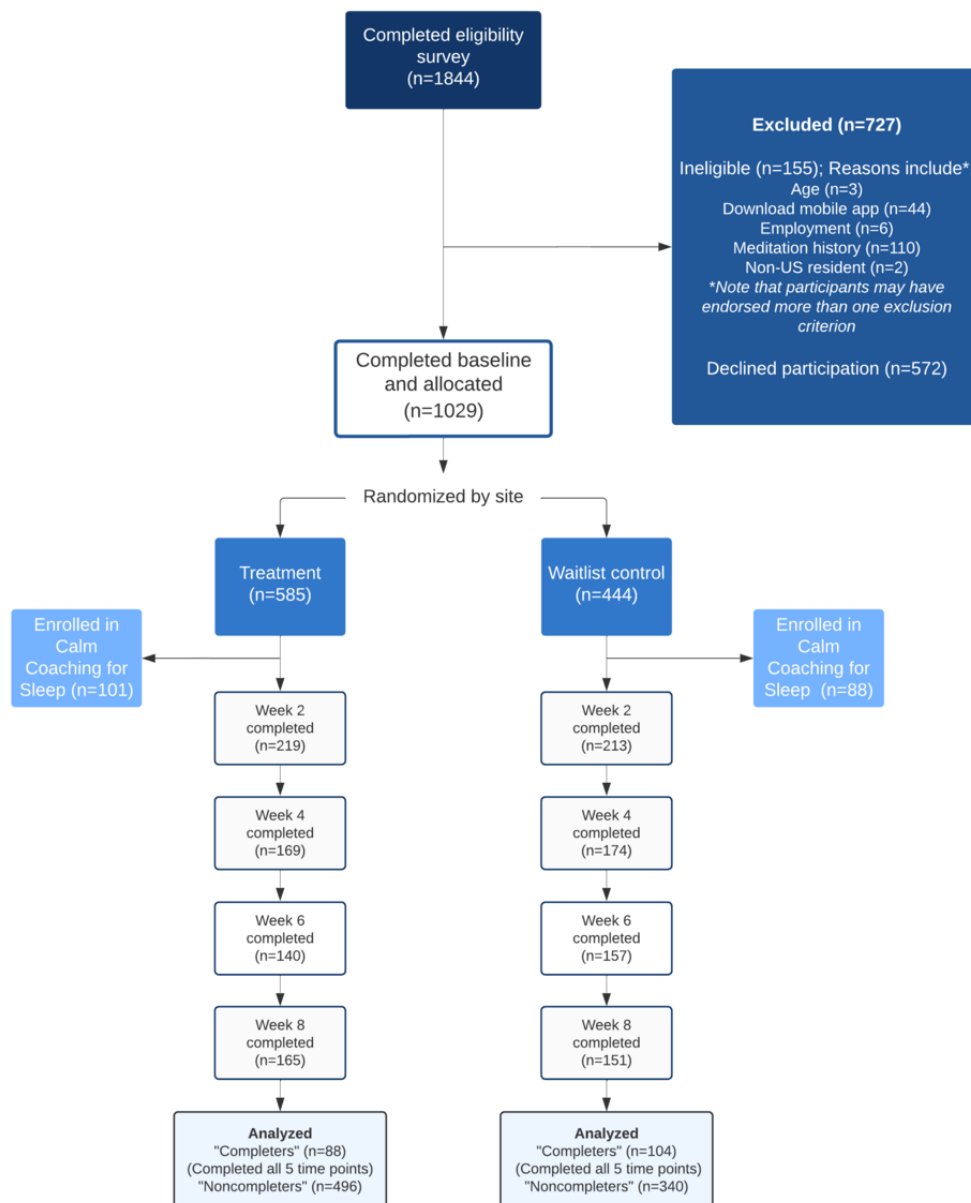 Completed eligibility
survey
(n=1844)
Excluded (n=727)
Ineligible (n=155); Reasons include*
Age (n=3)
Download mobile app (n=44)
Employment (n=6)
Meditation history (n=110)
Non-US resident (n=2)
*Note that participants may have
endorsed more than one exclusion
criterion
Declined participation (n=572)
Completed baseline
and allocated
(n=1029)
Randomized by site
Treatment
(n=585)
Waitlist control
(n=444)
Enrolled in
Calm
Coaching for
Sleep (n=101)
Enrolled in
Calm
Coaching for
Sleep (n=88)
Week 2
completed
(n=219)
Week 2
completed
(n=213)
Week 4
completed
(n=169)
Week 4
completed
(n=174)
Week 6
completed
(n=140)
Week 6
completed
(n=157)
Week 8
completed
(n=165)
Week 8
completed
(n=151)
Analyzed
"Completers" (n=88)
(Completed all 5 time points)
"Noncompleters" (n=496)
Analyzed
"Completers" (n=104)
(Completed all 5 time points)
"Noncompleters" (n=340)